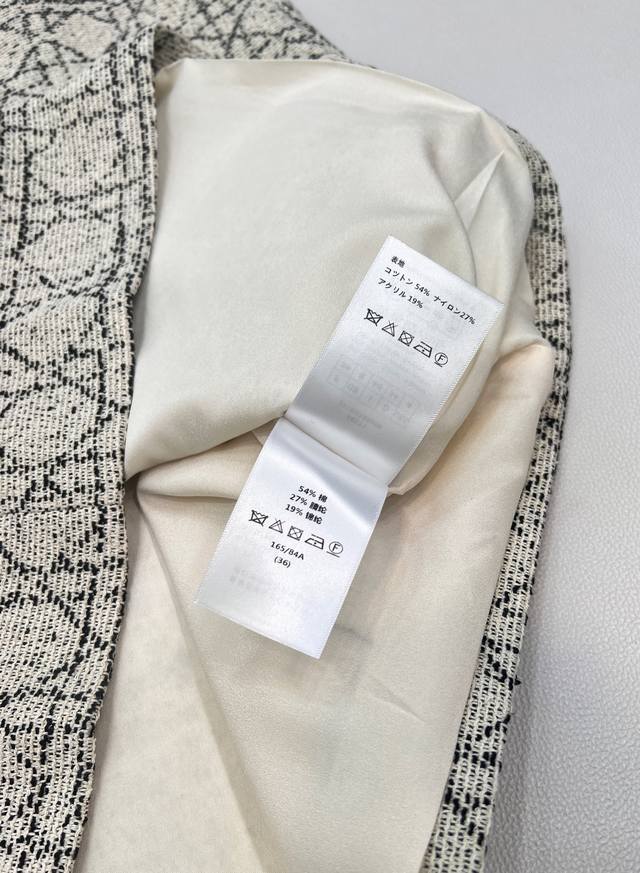 表地
コットン 54% ナイロン27%
アクリル 19%
F
54% 棉
27% 腈纶
19% 锦纶
F
165/84A
(36)